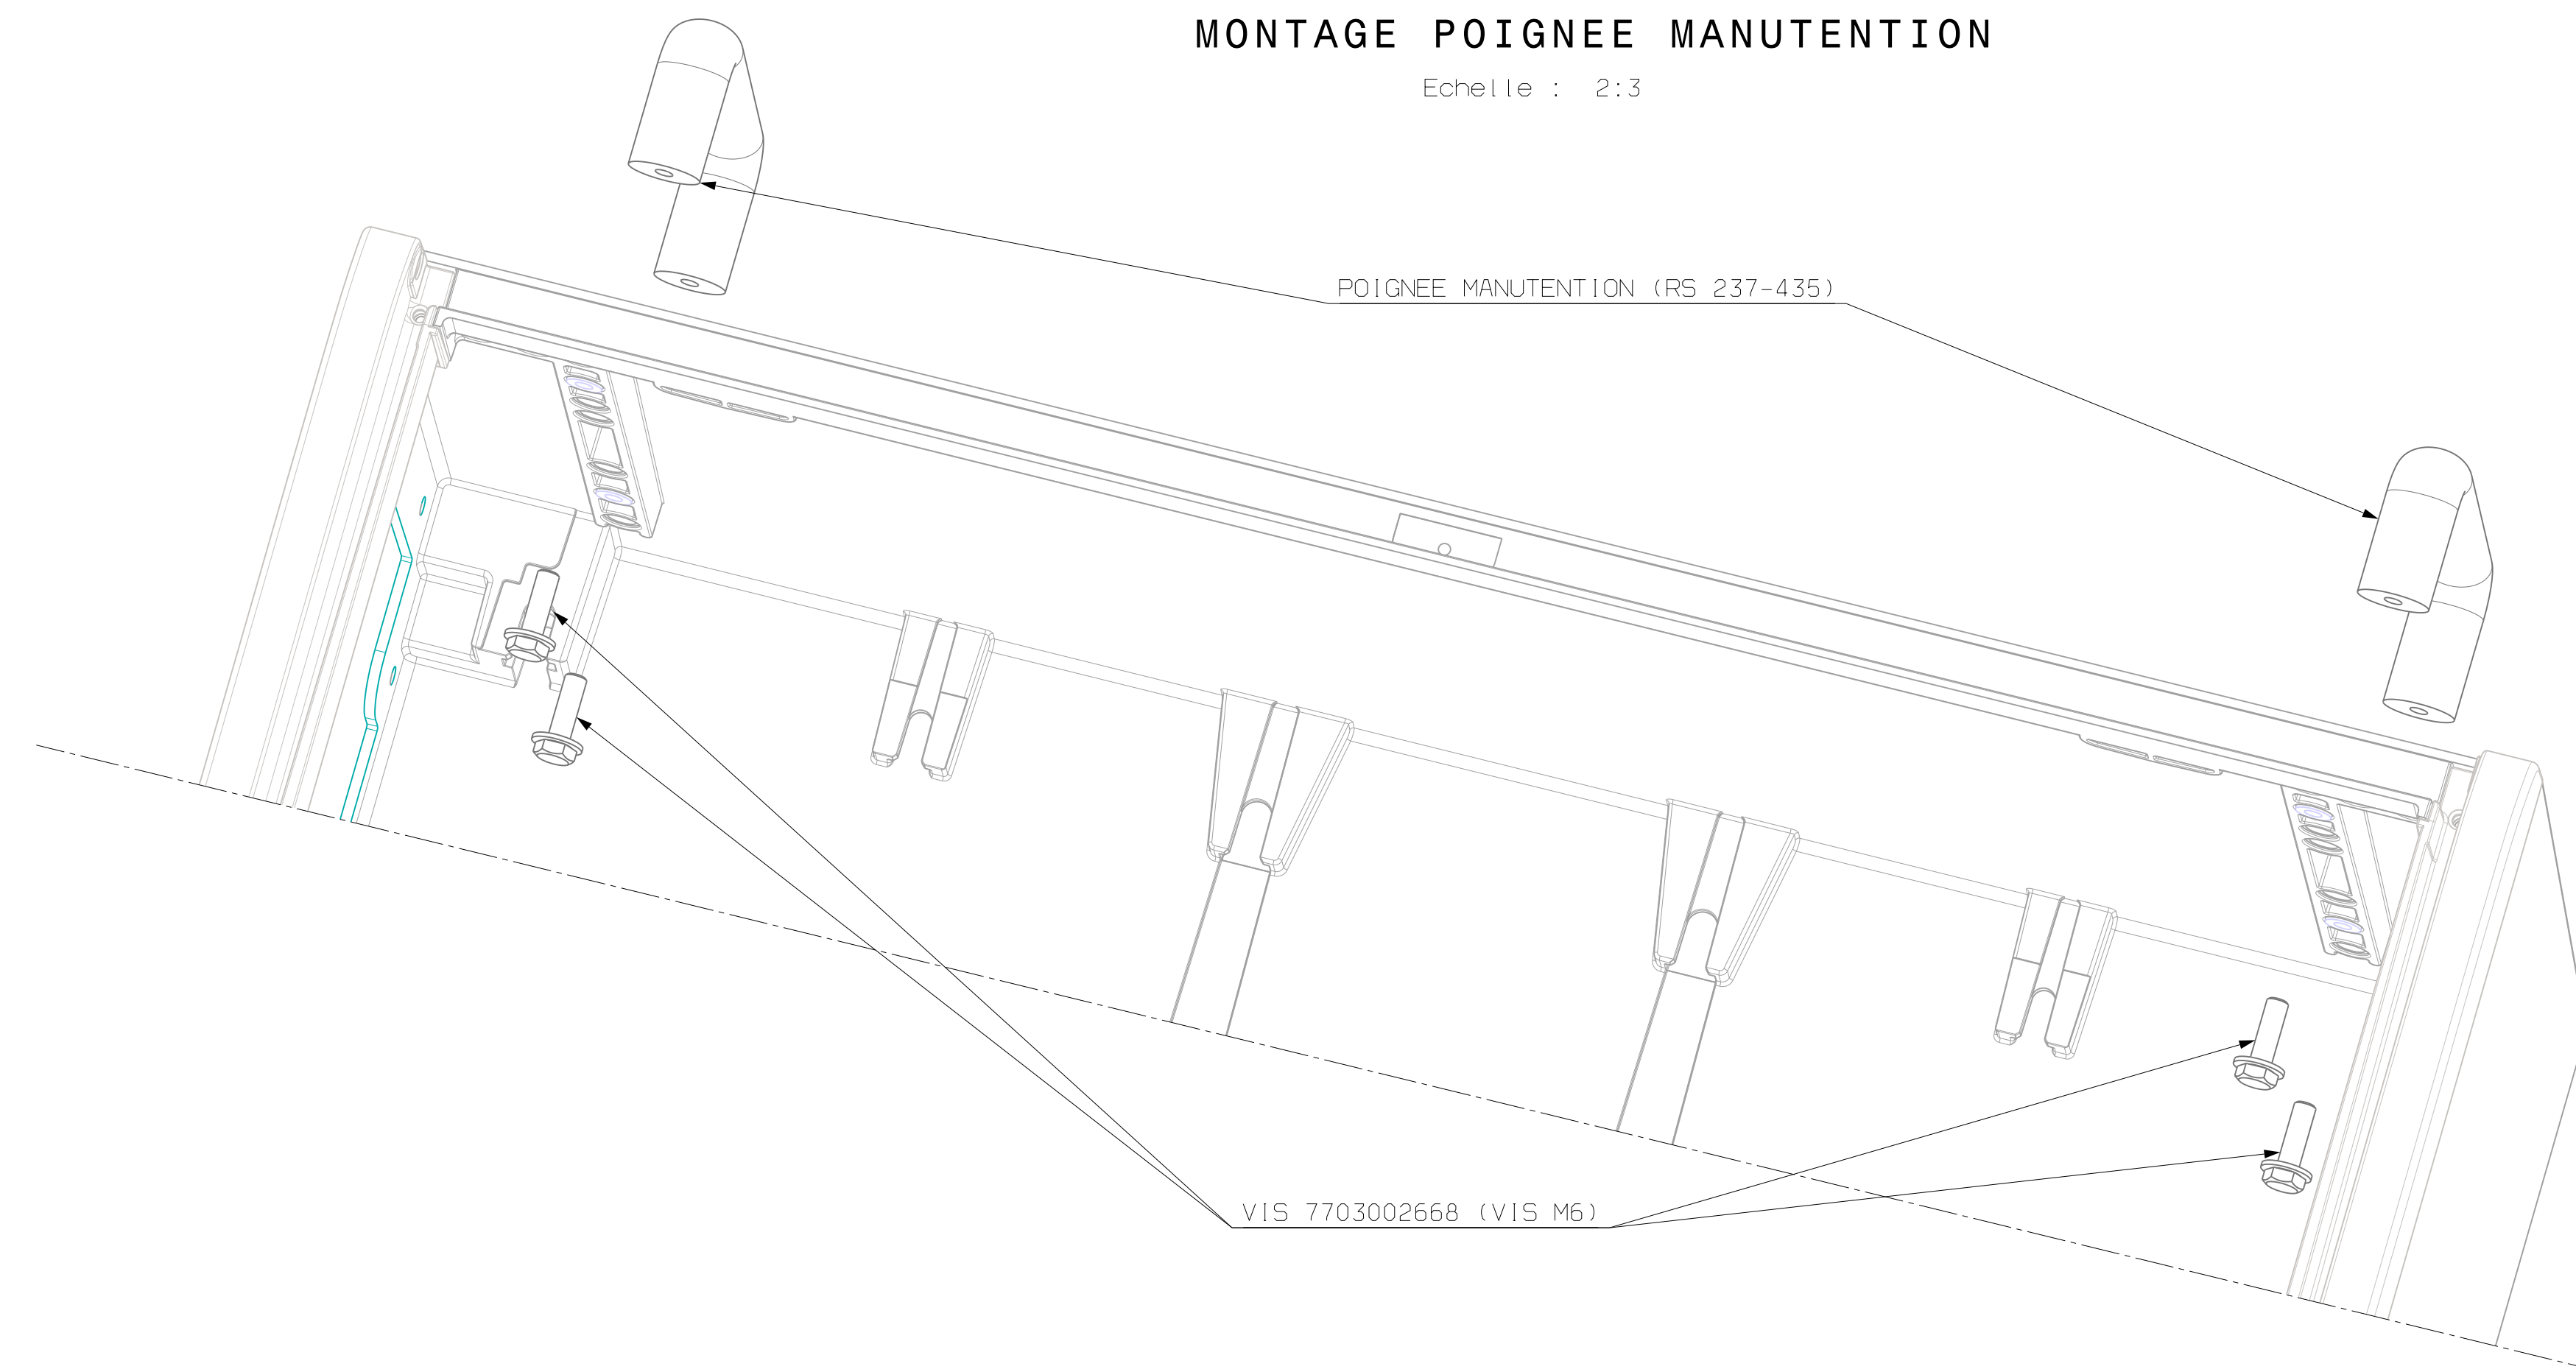 MONTAGE POIGNEE MANUTENTION
Echelle : 2:3
POIGNEE MANUTENTION (RS 237-435)
VIS 7703002668 (VIS M6)